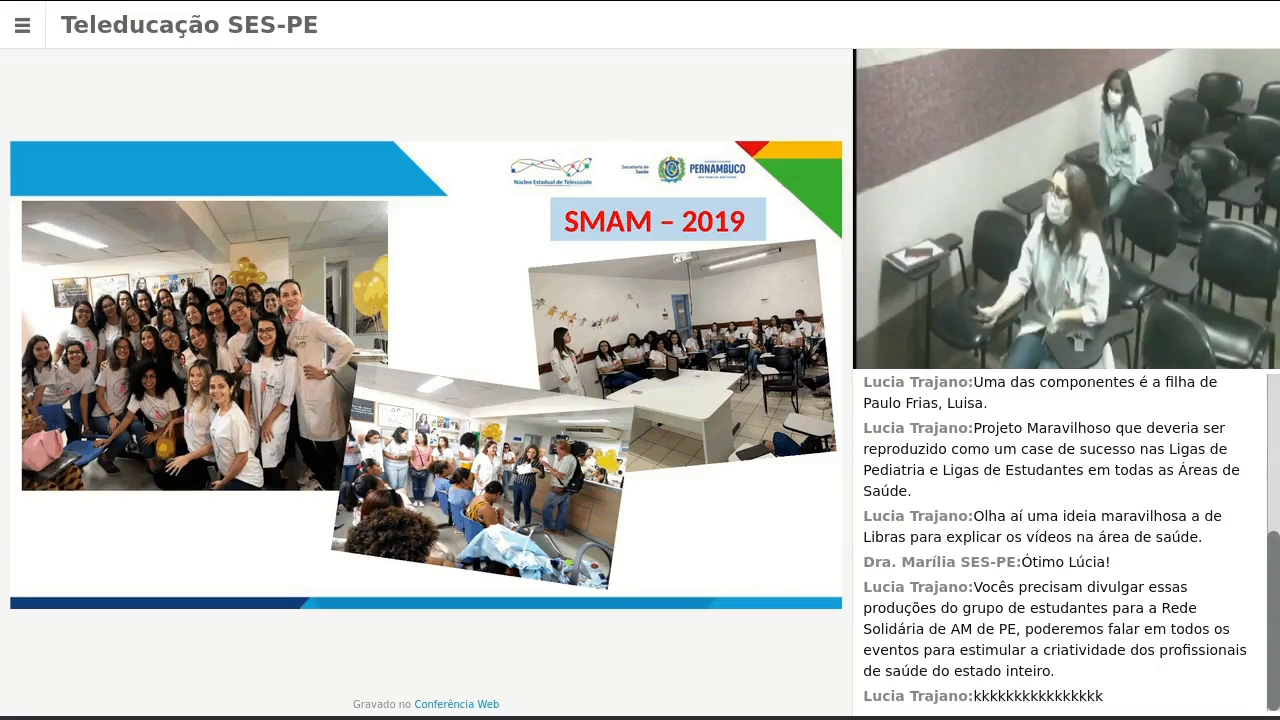 Teleducação SES-PE
Núcleo Estadual de Telessaúde
Secretaria de
Saúde
PERNAMBUCO
SMAM – 2019
Lucia Trajano:Uma das componentes é a filha de
Paulo Frias, Luisa.
Lucia Trajano:Projeto Maravilhoso que deveria ser
reproduzido como um case de sucesso nas Ligas de
Pediatria e Ligas de Estudantes em todas as Áreas de
Saúde.
Lucia Trajano:Olha aí uma ideia maravilhosa a de
Libras para explicar os vídeos na área de saúde.
Dra. Marília SES-PE:Ótimo Lúcia!
Lucia Trajano:Vocês precisam divulgar essas
produções do grupo de estudantes para a Rede
Solidária de AM de PE, poderemos falar em todos os
eventos para estimular a criatividade dos profissionais
de saúde do estado inteiro.
Lucia Trajano:kkkkkkkkkkkkkkkk
Gravado no Conferência Web